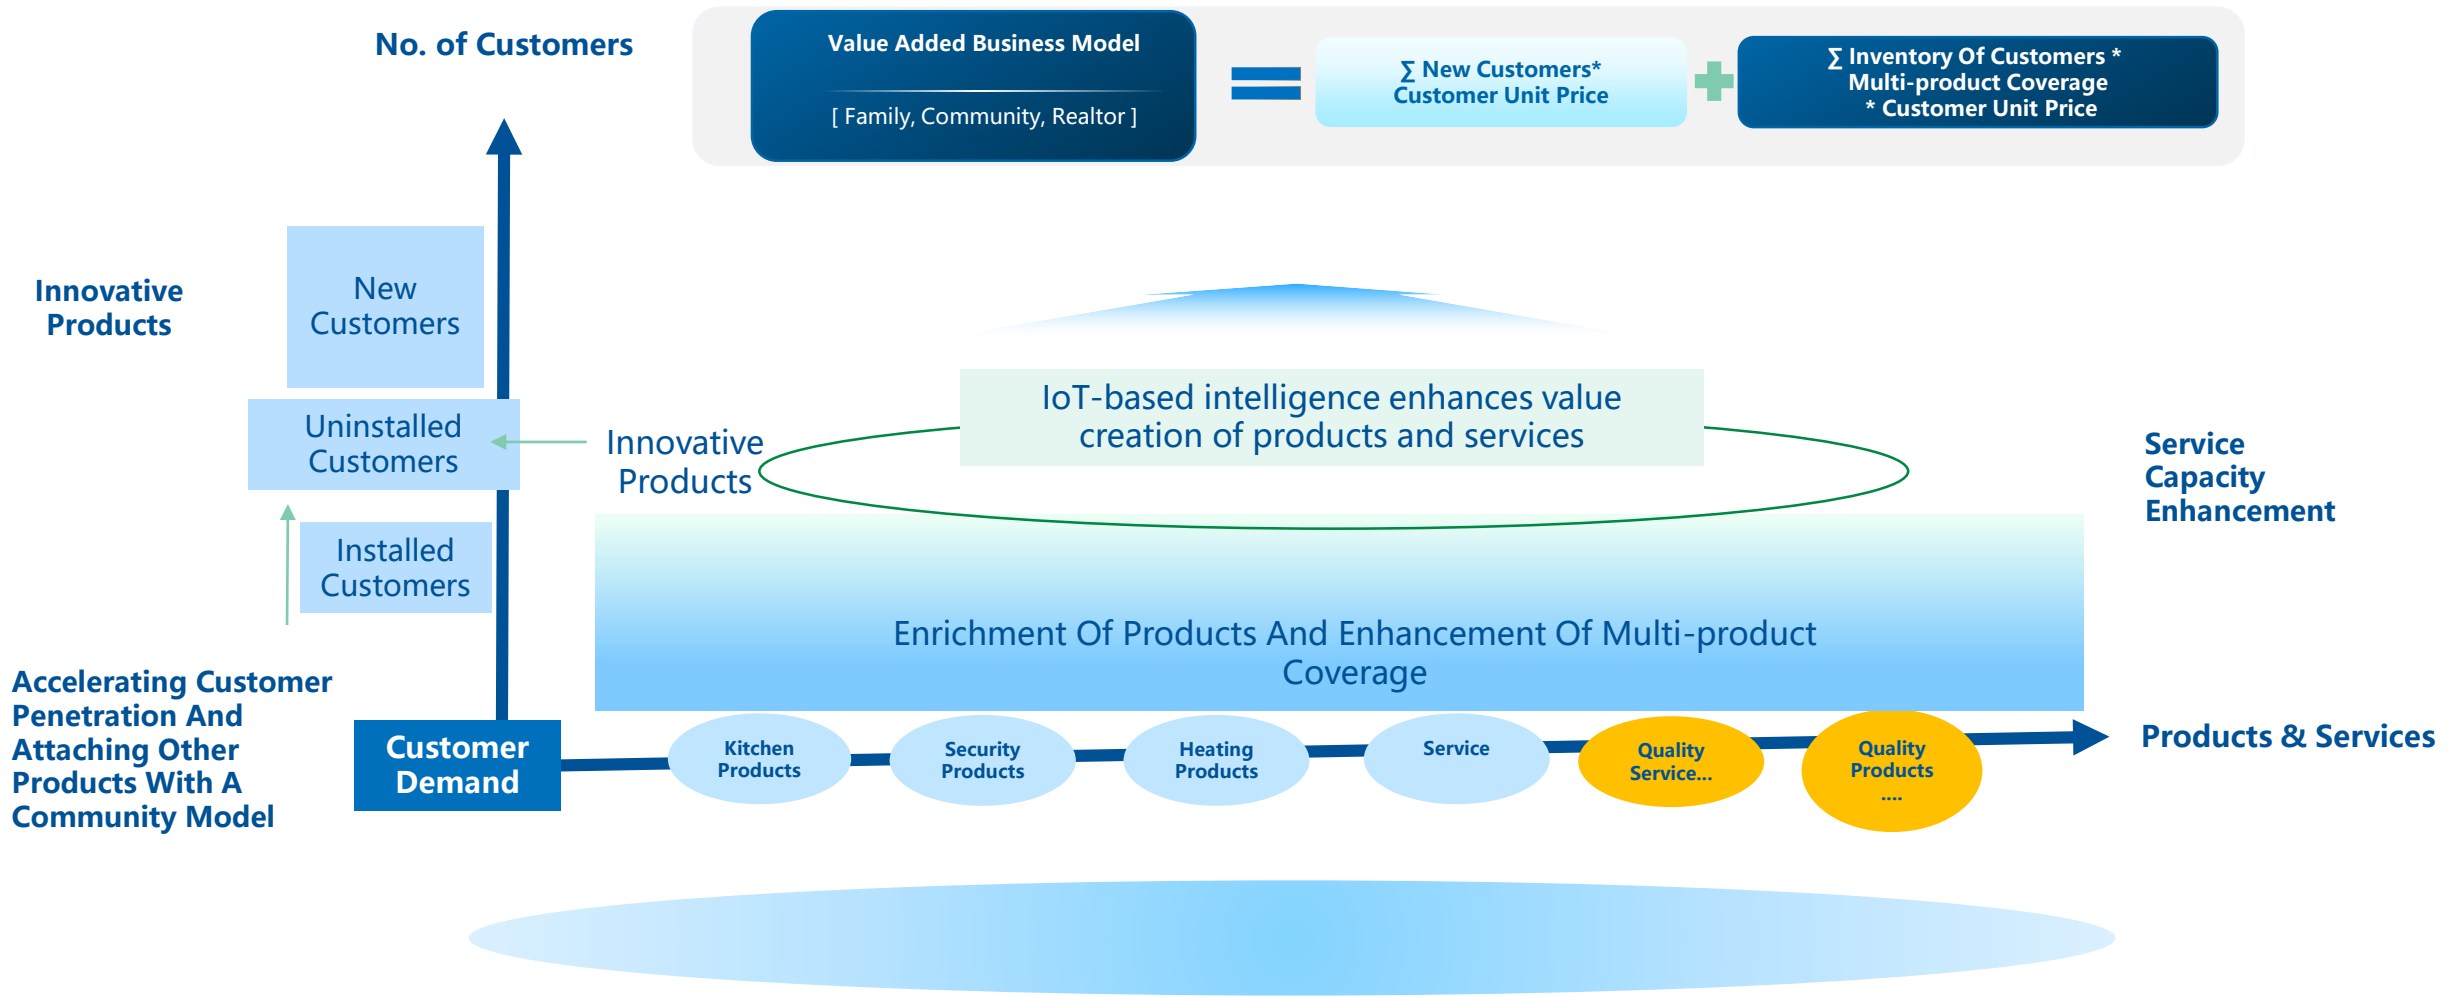 No. of Customers
Value Added Business Model
[ Family, Community, Realtor ]
∑ New Customers*
Customer Unit Price
∑ Inventory Of Customers *
Multi-product Coverage
* Customer Unit Price
Innovative
Products
New
Customers
Uninstalled
Customers
Innovative
Products
Installed
Customers
IoT-based intelligence enhances value
creation of products and services
Service
Capacity
Enhancement
Enrichment Of Products And Enhancement Of Multi-product
Coverage
Accelerating Customer
Penetration And
Attaching Other
Products With A
Community Model
Customer
Demand
Kitchen
Products
Security
Products
Heating
Products
Service
Quality
Service...
Quality
Products
....
Products & Services